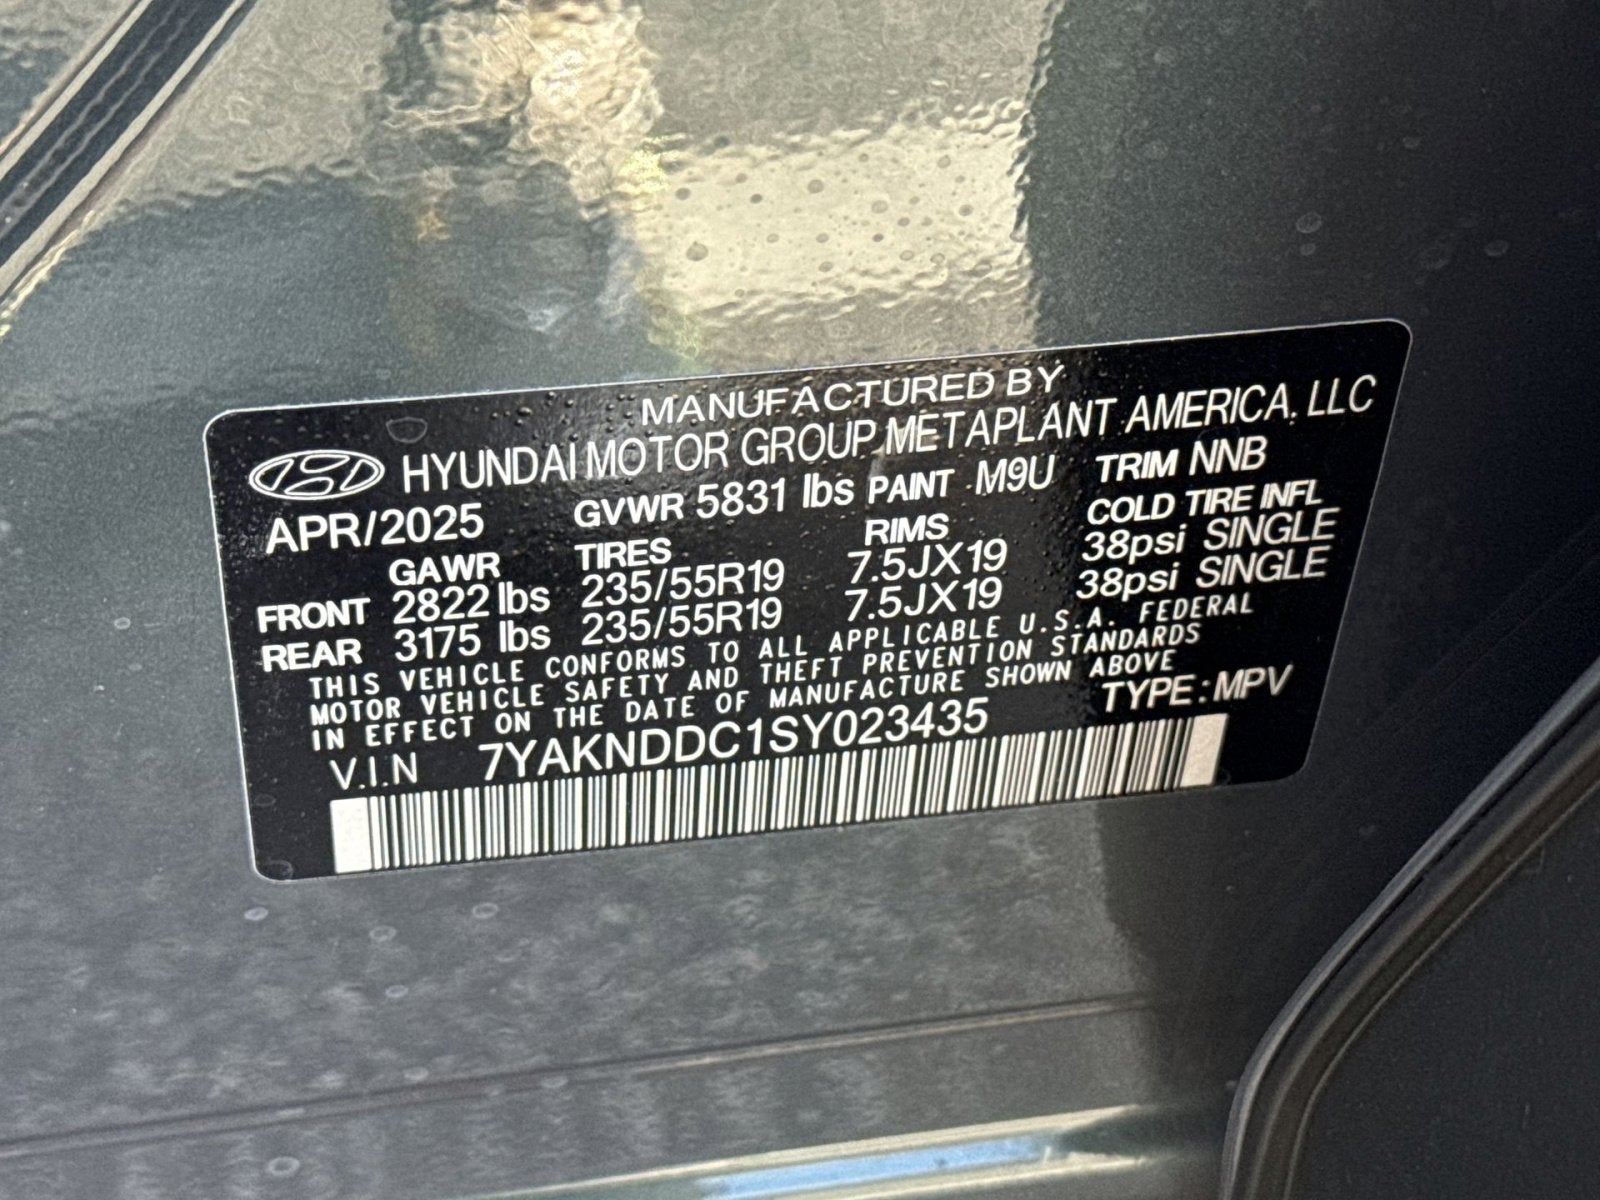 MANUFACTURED BY
HYUNDAI MOTOR GROUP METAPLANT AMERICA, LLC
APR/2025 GVWR 5831 lbs PAINT M9U TRIM NNB
GAWR TIRES RIMS COLD TIRE INFL
FRONT 2822 lbs 235/55R19 7.5JX19 38psi SINGLE
REAR 3175 lbs 235/55R19 7.5JX19 38psi SINGLE
THIS VEHICLE CONFORMS TO ALL APPLICABLE U.S.A. FEDERAL
MOTOR VEHICLE SAFETY AND THEFT PREVENTION STANDARDS
IN EFFECT ON THE DATE OF MANUFACTURE SHOWN ABOVE
V.I.N 7YAKNDDC1SY023435 TYPE:MPV